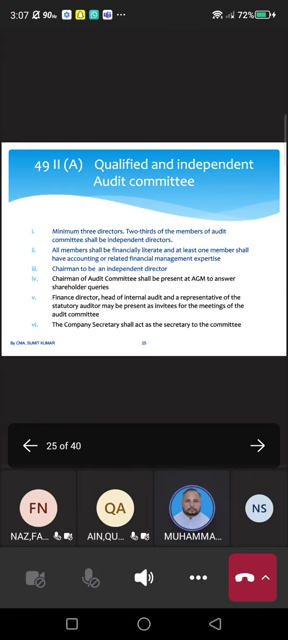 3:07 90Hz ... 72%
49 II (A) Qualified and independent
Audit committee
i. Minimum three directors. Two-thirds of the members of audit
committee shall be independent directors.
ii. All members shall be financially literate and at least one member shall
have accounting or related financial management expertise
iii. Chairman to be an independent director
iv. Chairman of Audit Committee shall be present at AGM to answer
shareholder queries
v. Finance director, head of internal audit and a representative of the
statutory auditor may be present as invitees for the meetings of the
audit committee
vi. The Company Secretary shall act as the secretary to the committee
By CMA. SUMIT KUMAR 25
25 of 40
FN QA NS
NAZ,FA... AIN,QU... MUHAMMA...